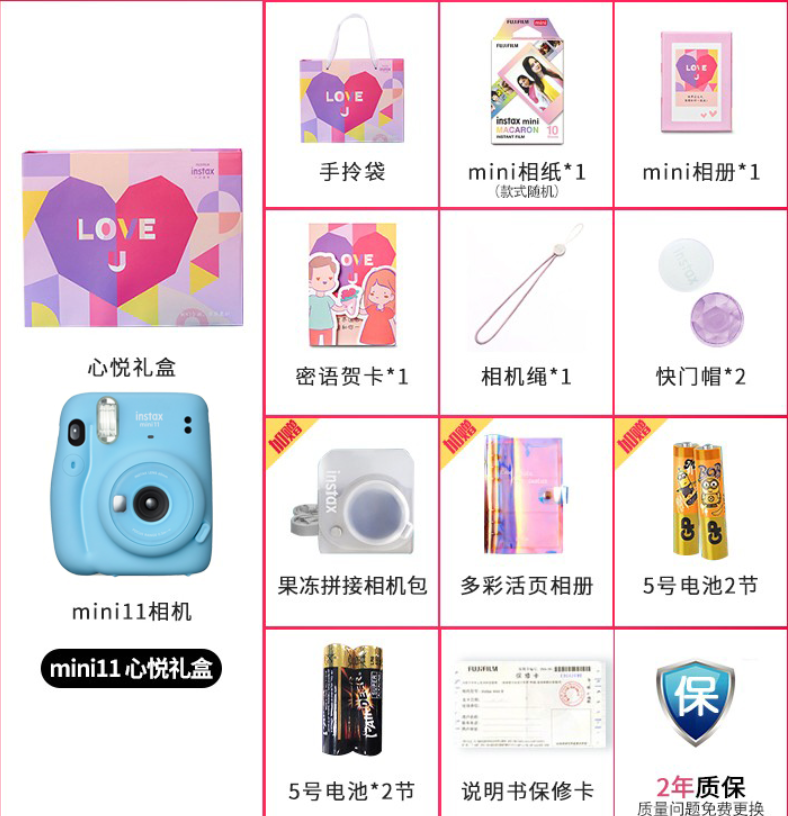 instax
LOVE
J
心悦礼盒
instax
mini11
mini11相机
mini11 心悦礼盒
LOVE
J
手拎袋
FUJIFILM
mini
FUJIFILM
instax mini
MACARON
INSTANT FILM
10
mini相纸*1
(款式随机)
LOVE
J
mini相册*1
LOVE
J
密语贺卡*1
相机绳*1
instax
快门帽*2
加赠
instax
果冻拼接相机包
加赠
多彩活页相册
加赠
GP
GP
5号电池2节
5号电池*2节
FUJIFILM
保修卡
说明书保修卡
保
2年质保
质量问题免费更换